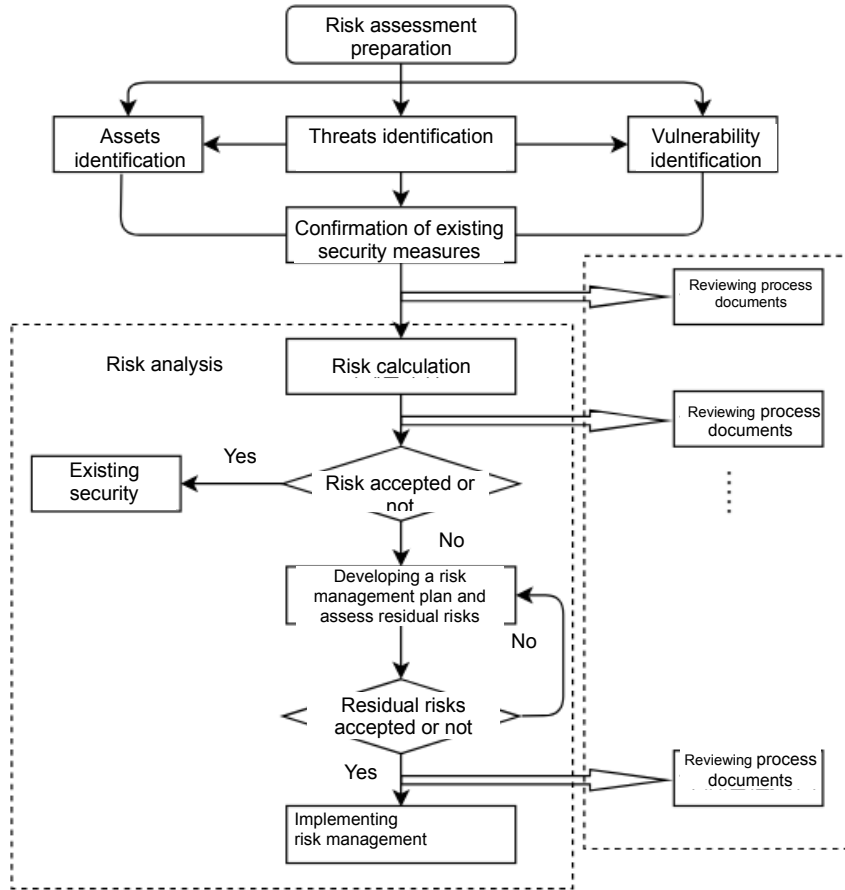 Risk assessment
preparation
Assets
identification
Threats identification
Vulnerability
identification
Confirmation of existing
security measures
Reviewing process
documents
Risk analysis
Risk calculation
Reviewing process
documents
Yes
Existing
security
Risk accepted or
not
No
Developing a risk
management plan and
assess residual risks
No
Residual risks
accepted or not
Yes
Reviewing process
documents
Implementing
risk management